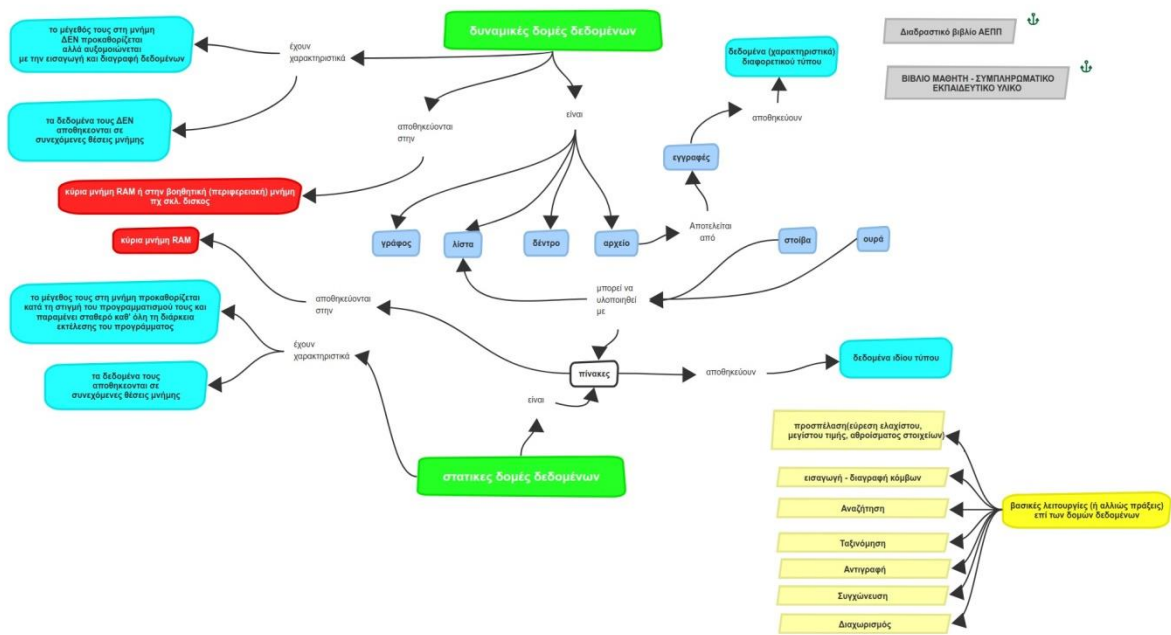 δυναμικές δομές δεδομένων
το μέγεθός τους στη μνήμη
ΔΕΝ προκαθορίζεται
αλλά αυξομοιώνεται
με την εισαγωγή και διαγραφή δεδομένων
έχουν
χαρακτηριστικά
τα δεδομένα τους ΔΕΝ
αποθηκεονται σε
συνεχόμενες θέσεις μνήμης
αποθηκεύονται
στην
κύρια μνήμη RAM ή στην βοηθητική (περιφερειακή) μνήμη
πχ σκλ. δισκος
είναι
γράφος
λίστα
δέντρο
αρχείο
Αποτελείται
από
εγγραφές
αποθηκεύουν
δεδομένα (χαρακτηριστικά)
διαφορετικού τύπου
Διαδραστικό βιβλίο ΑΕΠΠ
ΒΙΒΛΙΟ ΜΑΘΗΤΗ - ΣΥΜΠΛΗΡΩΜΑΤΙΚΟ
ΕΚΠΑΙΔΕΥΤΙΚΟ ΥΛΙΚΟ
στοίβα
ουρά
μπορεί να
υλοποιηθεί
με
κύρια μνήμη RAM
αποθηκεύονται
στην
το μέγεθος τους στη μνήμη προκαθορίζεται
κατά τη στιγμή του προγραμματισμού τους και
παραμένει σταθερό καθ' όλη τη διάρκεια
εκτέλεσης του προγράμματος
έχουν
χαρακτηριστικά
τα δεδομένα τους
αποθηκεονται σε
συνεχόμενες θέσεις μνήμης
πίνακες
αποθηκεύουν
δεδομένα ιδίου τύπου
είναι
στατικες δομές δεδομένων
προσπέλαση(εύρεση ελαχίστου,
μεγίστου τιμής, αθροίσματος στοιχείων)
εισαγωγή - διαγραφή κόμβων
Αναζήτηση
Ταξινόμηση
Αντιγραφή
Συγχώνευση
Διαχωρισμός
βασικές λειτουργίες (ή αλλιώς πράξεις)
επί των δομών δεδομένων